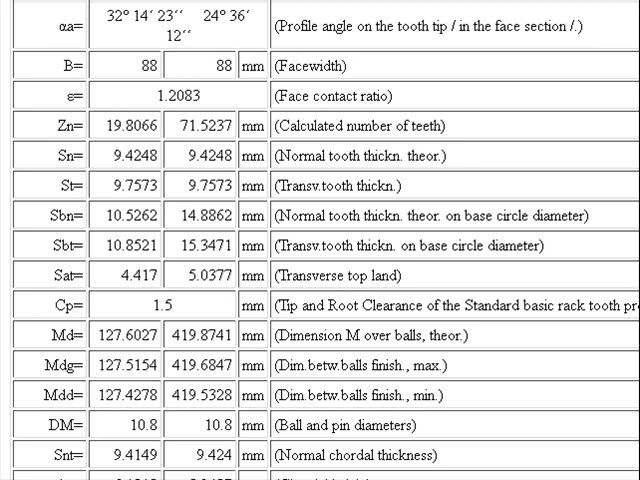 αa= 32° 14´ 23´´ 24° 36´ 12´´ (Profile angle on the tooth tip / in the face section /.)
B= 88 88 mm (Facewidth)
ε= 1.2083 (Face contact ratio)
Zn= 19.8066 71.5237 mm (Calculated number of teeth)
Sn= 9.4248 9.4248 mm (Normal tooth thickn. theor.)
St= 9.7573 9.7573 mm (Transv.tooth thickn.)
Sbn= 10.5262 14.8862 mm (Normal tooth thickn. theor. on base circle diameter)
Sbt= 10.8521 15.3471 mm (Transv.tooth thickn. on base circle diameter)
Sat= 4.417 5.0377 mm (Transverse top land)
Cp= 1.5 mm (Tip and Root Clearance of the Standard basic rack tooth pr
Md= 127.6027 419.8741 mm (Dimension M over balls, theor.)
Mdg= 127.5154 419.6847 mm (Dim.betw.balls finish., max.)
Mdd= 127.4278 419.5328 mm (Dim.betw.balls finish., min.)
DM= 10.8 10.8 mm (Ball and pin diameters)
Snt= 9.4149 9.424 mm (Normal chordal thickness)